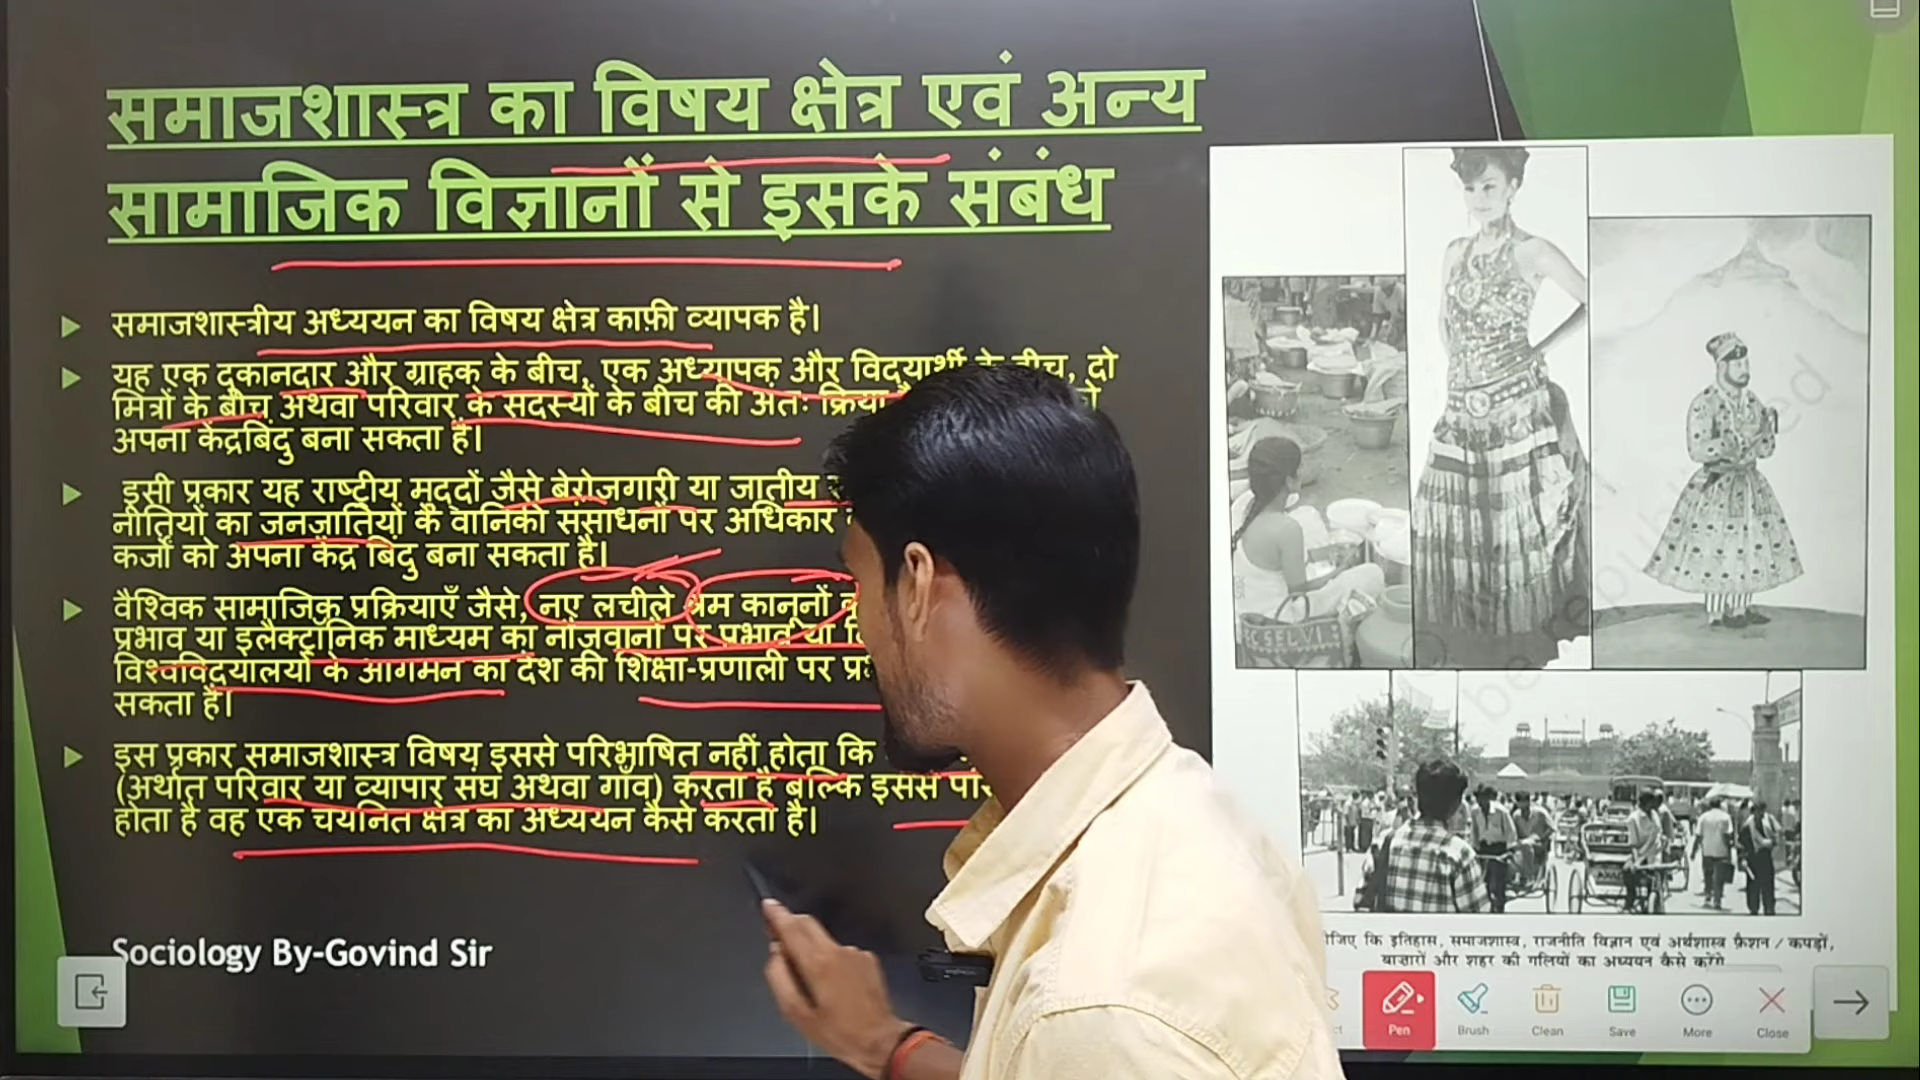 समाजशास्त्र का विषय क्षेत्र एवं अन्य
सामाजिक विज्ञानों से इसके संबंध
समाजशास्त्रीय अध्ययन का विषय क्षेत्र काफ़ी व्यापक है।
यह एक दुकानदार और ग्राहक के बीच, एक अध्यापक और विद्यार्थी के बीच, दो
मित्रों के बीच अथवा परिवार के सदस्यों के बीच की अंतः क्रिया
अपना केंद्रबिंदु बना सकता है।
इसी प्रकार यह राष्ट्रीय मुद्दों जैसे बेरोजगारी या जातीय
नीतियों का जनजातियों के वानिकी संसाधनों पर अधिकार
कर्जों को अपना केंद्र बिंदु बना सकता है।
वैश्विक सामाजिक प्रक्रियाएँ जैसे, नए लचीले श्रम कानूनों
प्रभाव या इलैक्ट्रॉनिक माध्यम का नौजवानों पर प्रभाव या
विश्वविद्यालयों के आगमन का देश की शिक्षा-प्रणाली पर
सकता है।
इस प्रकार समाजशास्त्र विषय इससे परिभाषित नहीं होता कि
(अर्थात परिवार या व्यापार संघ अथवा गाँव) करता है बल्कि इससे
होता है वह एक चयनित क्षेत्र का अध्ययन कैसे करता है।
Sociology By-Govind Sir
कि इतिहास, समाजशास्त्र, राजनीति विज्ञान एवं अर्थशास्त्र फ़ैशन / कपड़ों,
बाज़ारों और शहर की गलियों का अध्ययन कैसे करेंगे
Pen
Brush
Clean
Save
More
Close